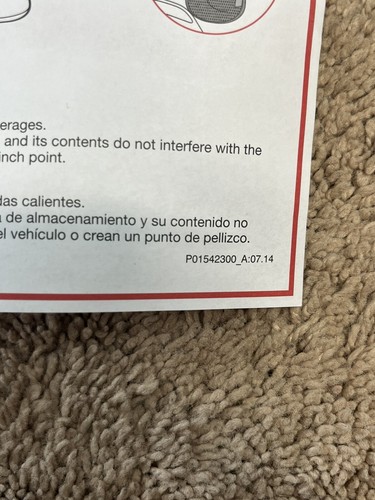 erages.
and its contents do not interfere with the
inch point.
das calientes.
de almacenamiento y su contenido no
el vehículo o crean un punto de pellizco.
P01542300_A:07.14